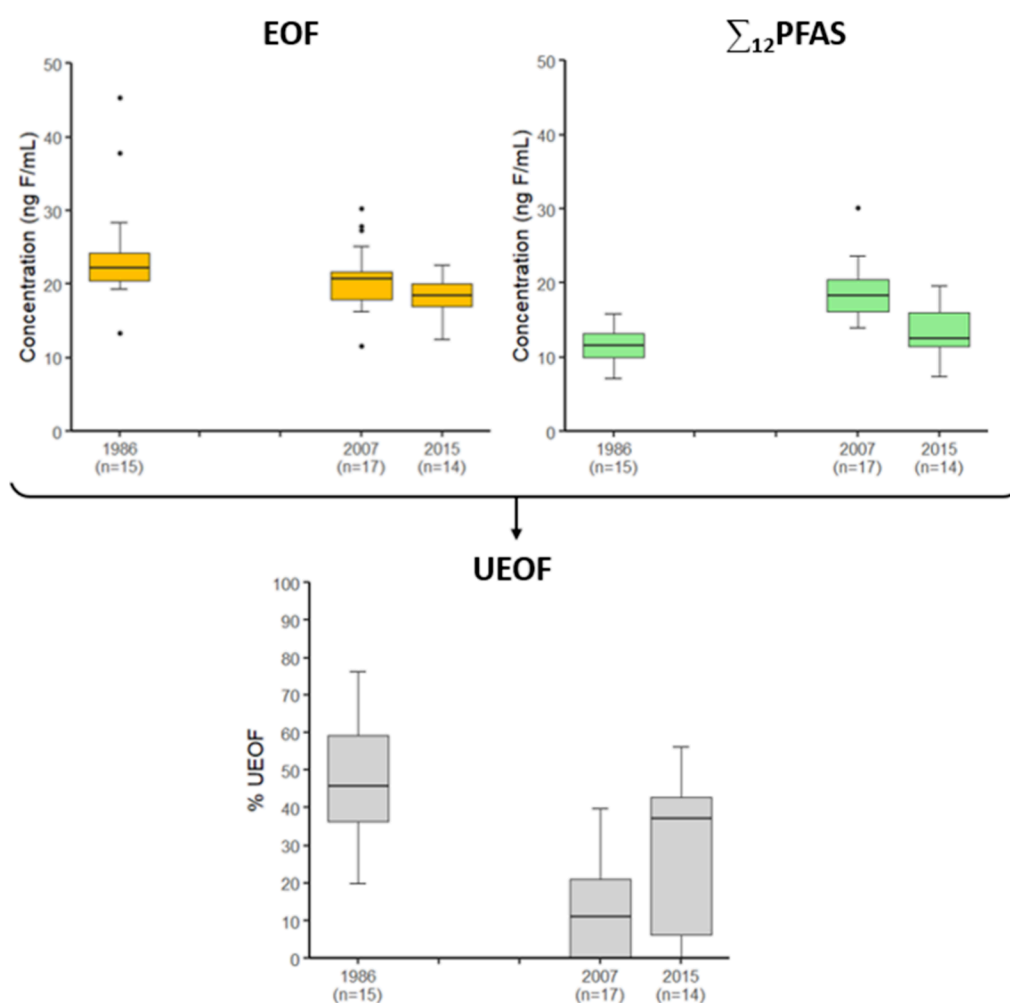 EOF
∑₁₂PFAS
Concentration (ng F/mL)
50
40
30
20
10
0
1986
(n=15)
2007
(n=17)
2015
(n=14)
Concentration (ng F/mL)
50
40
30
20
10
0
1986
(n=15)
2007
(n=17)
2015
(n=14)
UEOF
% UEOF
100
90
80
70
60
50
40
30
20
10
0
1986
(n=15)
2007
(n=17)
2015
(n=14)